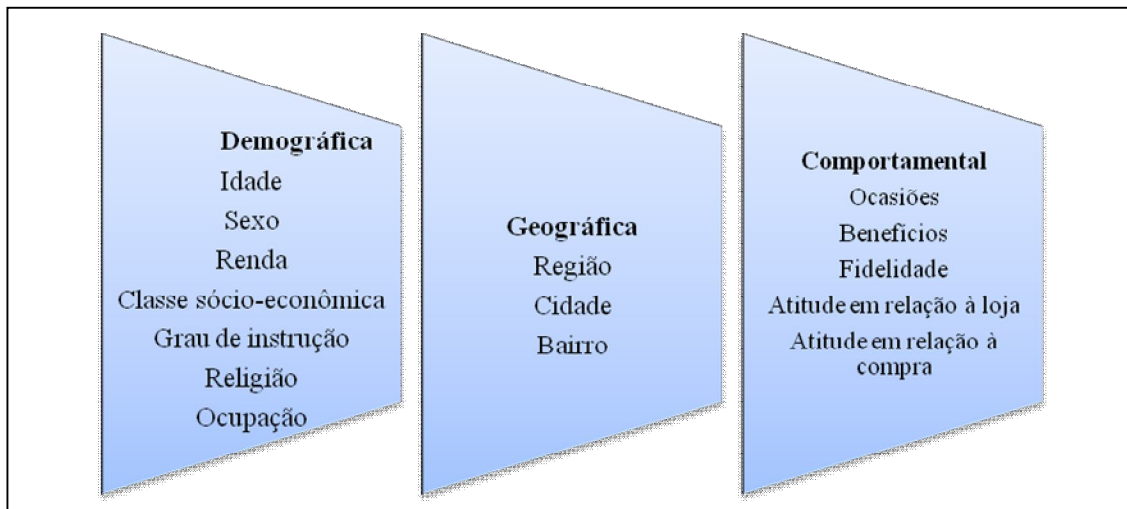 Demográfica
Idade
Sexo
Renda
Classe sócio-econômica
Grau de instrução
Religião
Ocupação
Geográfica
Região
Cidade
Bairro
Comportamental
Ocasiões
Benefícios
Fidelidade
Atitude em relação à loja
Atitude em relação à
compra